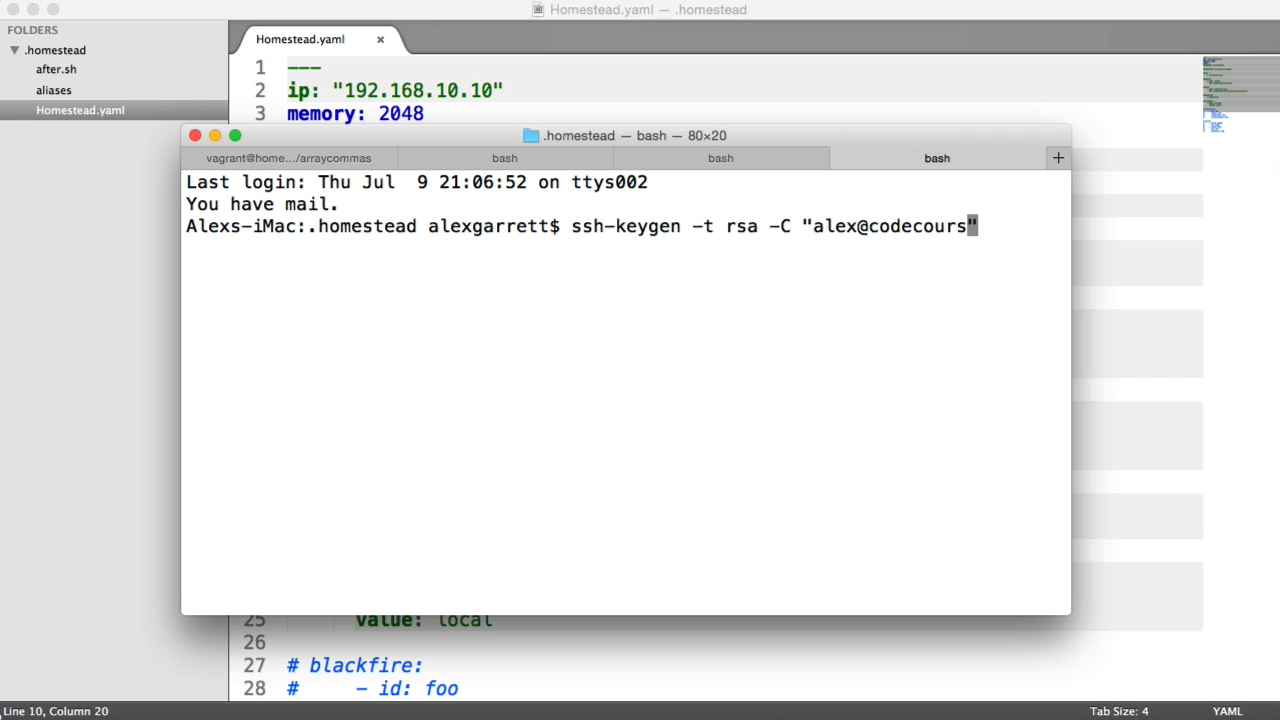 Homestead.yaml — .homestead
FOLDERS
.homestead
after.sh
aliases
Homestead.yaml
Homestead.yaml ×
1 ---
2 ip: "192.168.10.10"
3 memory: 2048
.homestead — bash — 80×20
vagrant@home.../arraycommas bash bash bash +
Last login: Thu Jul  9 21:06:52 on ttys002
You have mail.
Alexs-iMac:.homestead alexgarrett$ ssh-keygen -t rsa -C "alex@codecours"
25 value: local
26
27 # blackfire:
28 #     - id: foo
Line 10, Column 20 Tab Size: 4 YAML